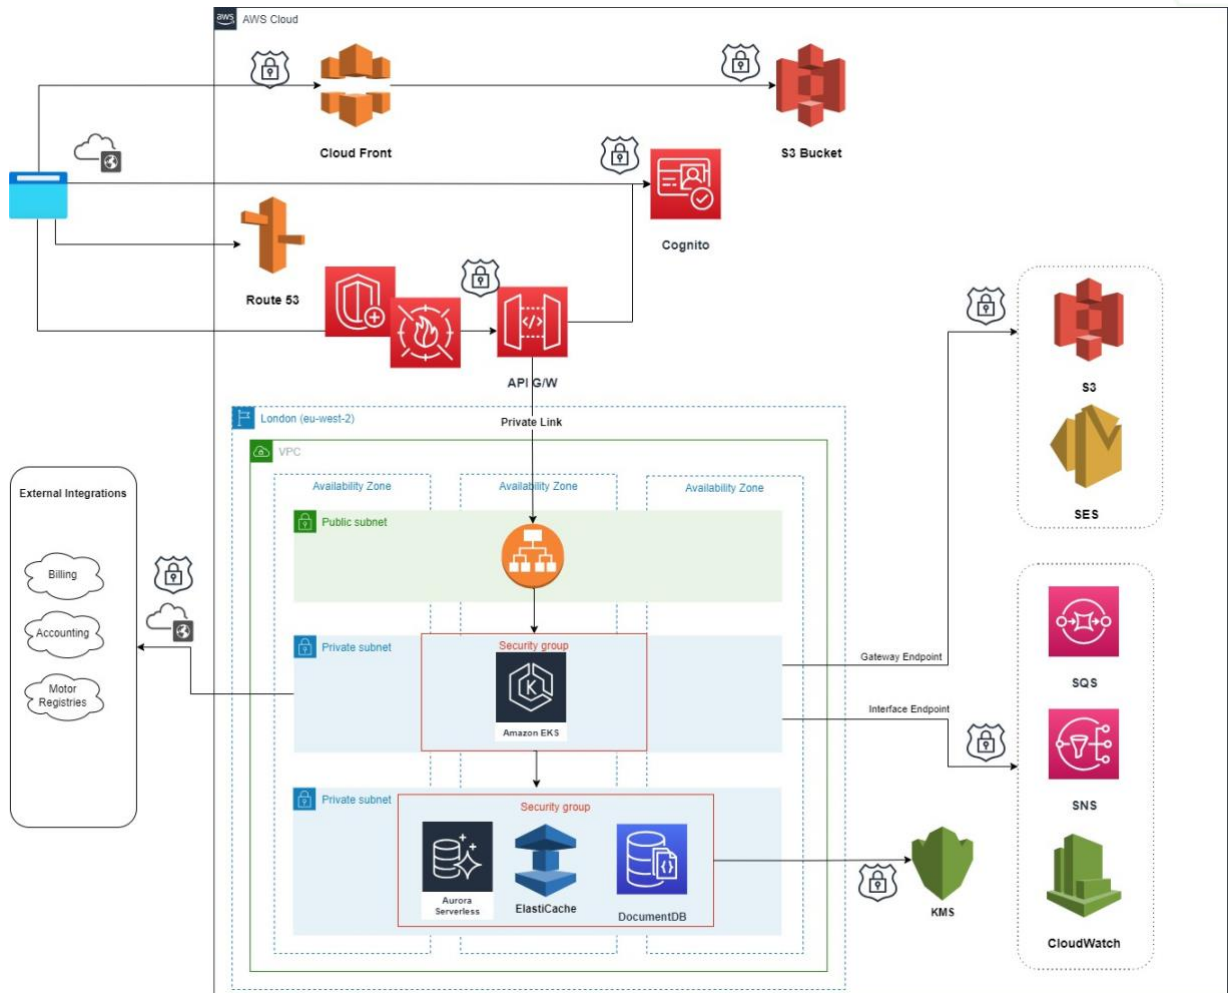 aws
AWS Cloud
Cloud Front
S3 Bucket
Cognito
Route 53
</>
API G/W
S3
SES
London (eu-west-2)
Private Link
VPC
Availability Zone
Availability Zone
Availability Zone
External Integrations
Billing
Accounting
Motor
Registries
Public subnet
Private subnet
Security group
K
Amazon EKS
Gateway Endpoint
Interface Endpoint
SQS
SNS
CloudWatch
Private subnet
Security group
Aurora
Serverless
ElastiCache
{}
DocumentDB
KMS